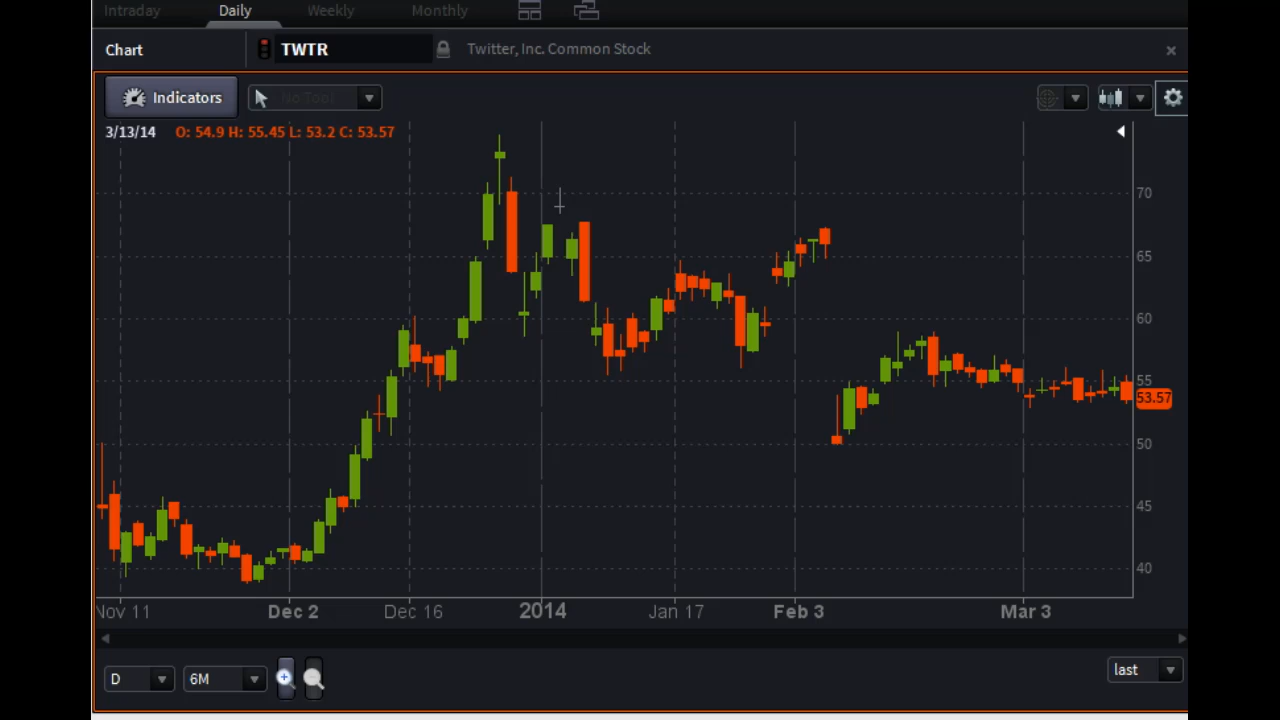 Intraday Daily Weekly Monthly
Chart TWTR Twitter, Inc. Common Stock
Indicators No Tool
3/13/14 O: 54.9 H: 55.45 L: 53.2 C: 53.57
70
65
60
55
53.57
50
45
40
Nov 11 Dec 2 Dec 16 2014 Jan 17 Feb 3 Mar 3
D 6M last